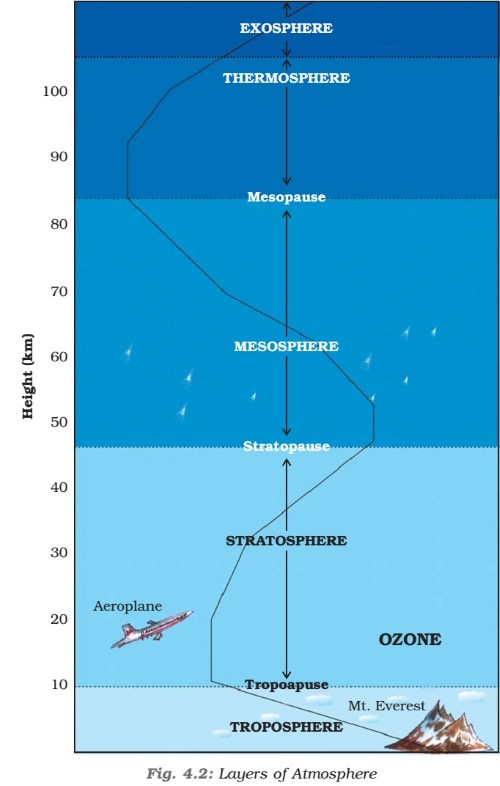 EXOSPHERE
THERMOSPHERE
100
90
Mesopause
80
70
MESOSPHERE
60
Height (km)
50
Stratopause
40
STRATOSPHERE
30
Aeroplane
20
OZONE
10
Tropoapuse
Mt. Everest
TROPOSPHERE
Fig. 4.2: Layers of Atmosphere